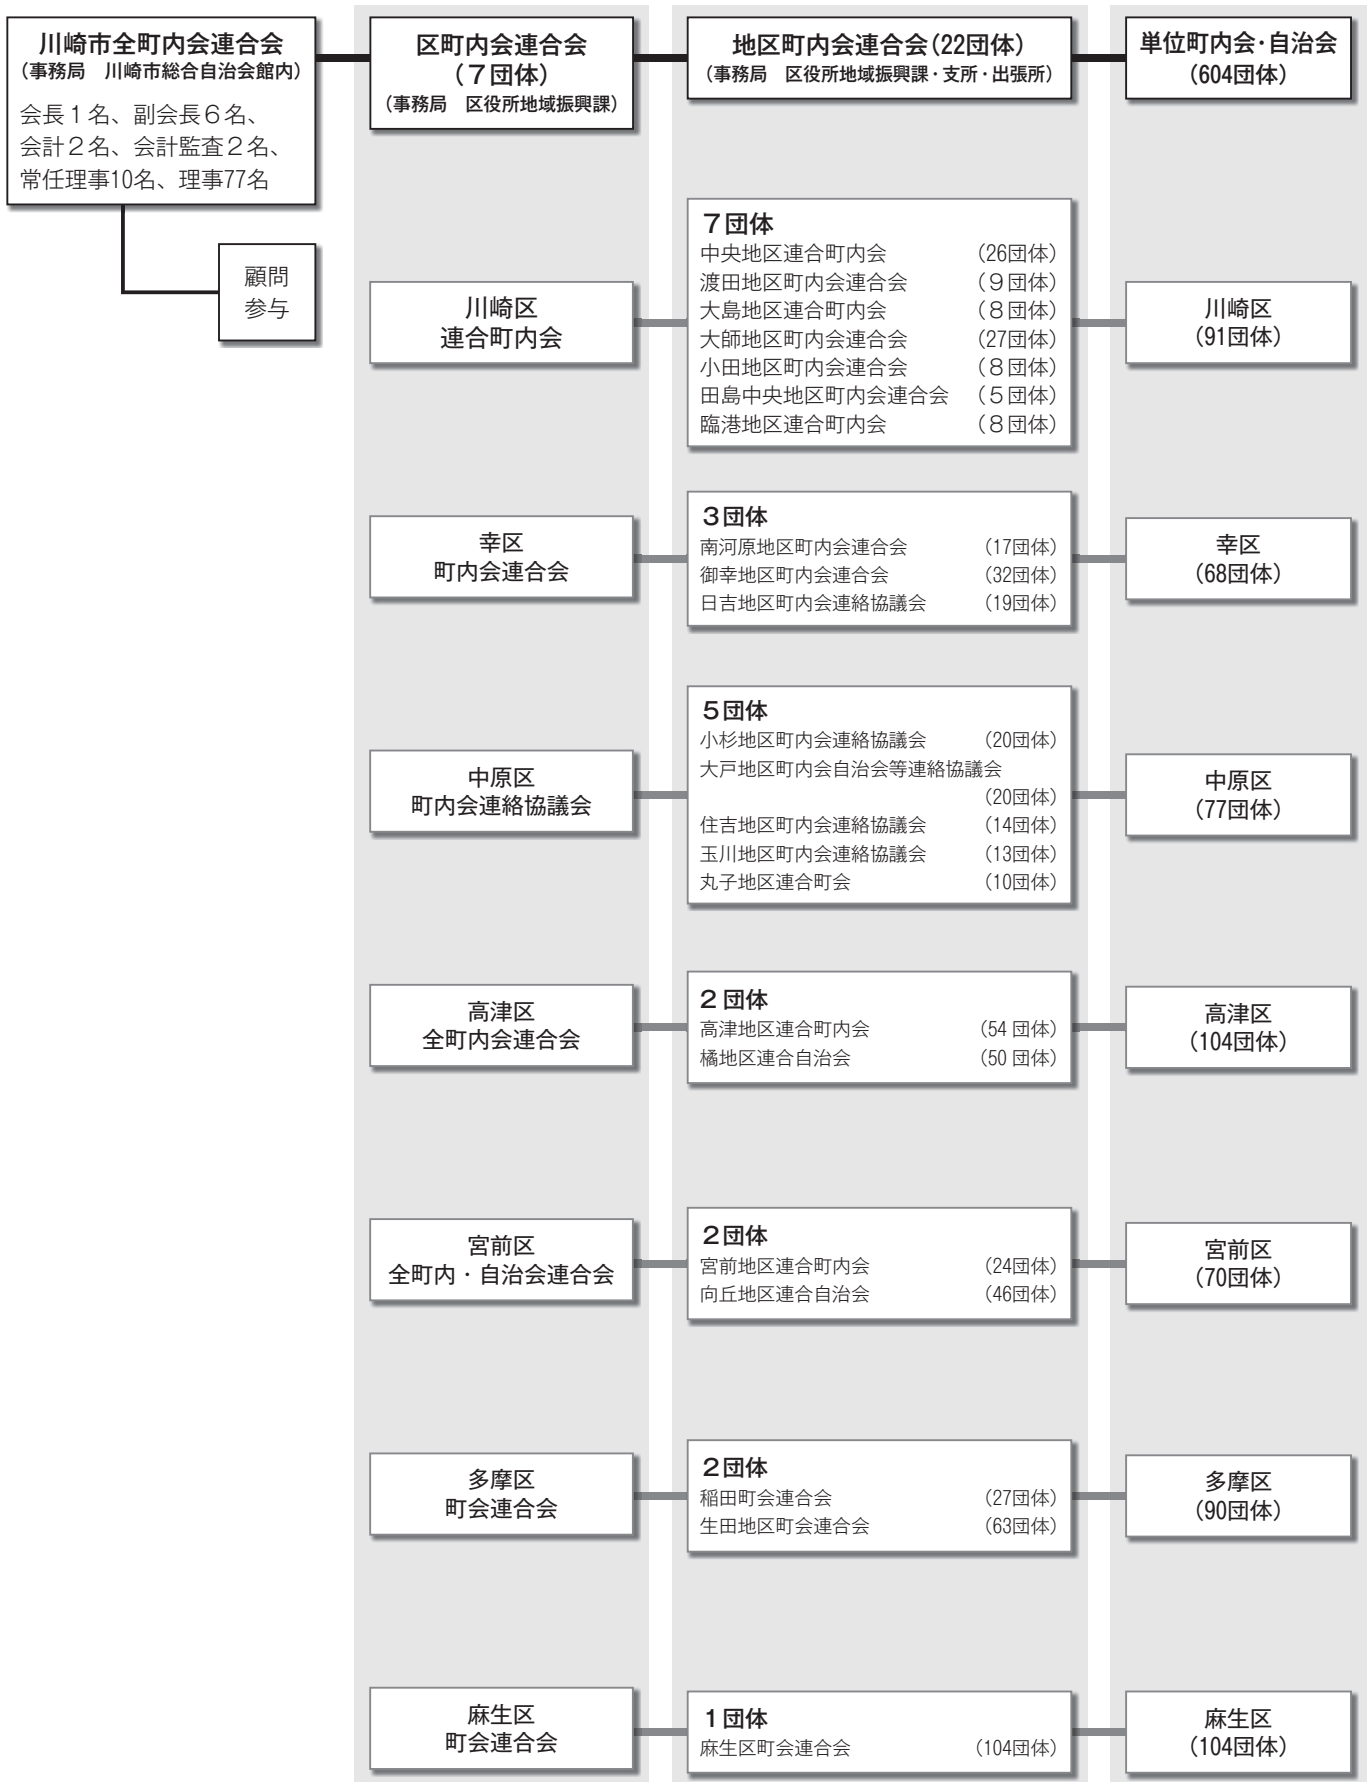 川崎市全町内会連合会
（事務局　川崎市総合自治会館内）
会長１名、副会長６名、
会計２名、会計監査２名、
常任理事10名、理事77名
顧問
参与
区町内会連合会
（７団体）
（事務局　区役所地域振興課）
地区町内会連合会（22団体）
（事務局　区役所地域振興課・支所・出張所）
単位町内会・自治会
（604団体）
川崎区
連合町内会
７団体
中央地区連合町内会　（26団体）
渡田地区町内会連合会　（９団体）
大島地区連合町内会　（８団体）
大師地区町内会連合会　（27団体）
小田地区町内会連合会　（８団体）
田島中央地区町内会連合会　（５団体）
臨港地区連合町内会　（８団体）
川崎区
（91団体）
幸区
町内会連合会
３団体
南河原地区町内会連合会　（17団体）
御幸地区町内会連合会　（32団体）
日吉地区町内会連絡協議会　（19団体）
幸区
（68団体）
中原区
町内会連絡協議会
５団体
小杉地区町内会連絡協議会　（20団体）
大戸地区町内会自治会等連絡協議会
（20団体）
住吉地区町内会連絡協議会　（14団体）
玉川地区町内会連絡協議会　（13団体）
丸子地区連合町会　（10団体）
中原区
（77団体）
高津区
全町内会連合会
２団体
高津地区連合町内会　（54 団体）
橘地区連合自治会　（50 団体）
高津区
（104団体）
宮前区
全町内・自治会連合会
２団体
宮前地区連合町内会　（24団体）
向丘地区連合自治会　（46団体）
宮前区
（70団体）
多摩区
町会連合会
２団体
稲田町会連合会　（27団体）
生田地区町会連合会　（63団体）
多摩区
（90団体）
麻生区
町会連合会
１団体
麻生区町会連合会　（104団体）
麻生区
（104団体）